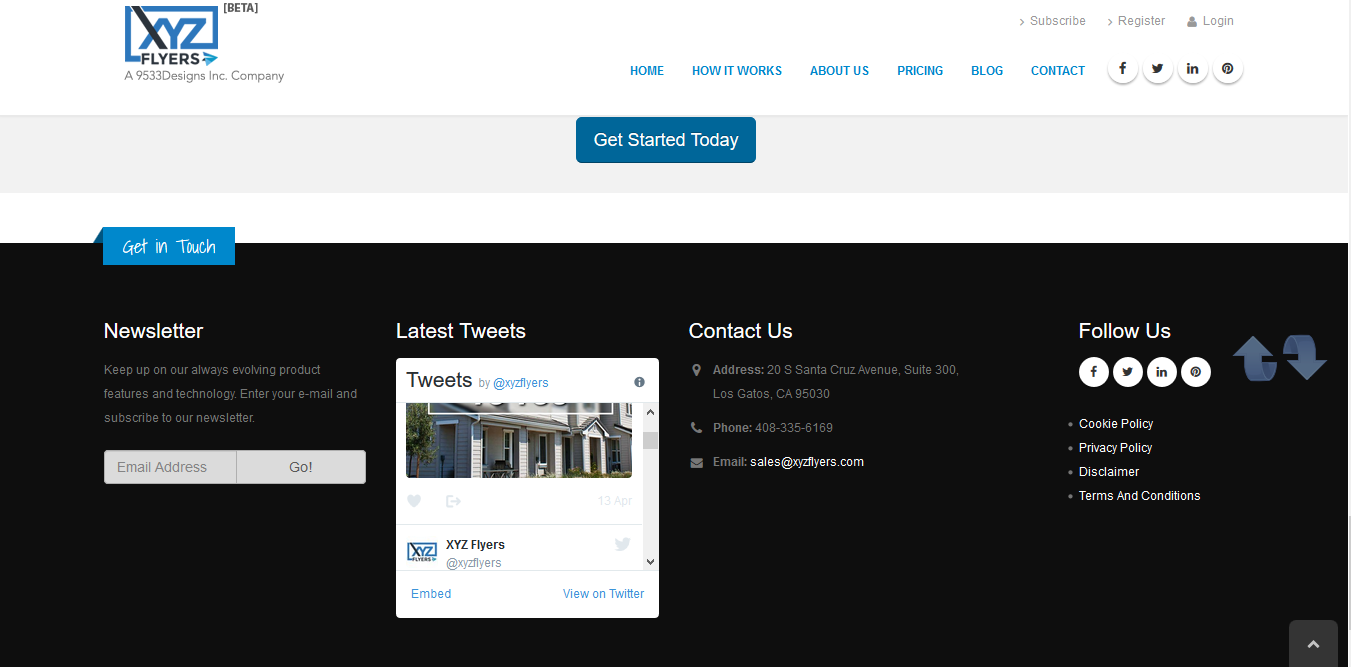 [BETA]
XYZ
FLYERS
A 9533Designs Inc. Company
Subscribe
Register
Login
HOME
HOW IT WORKS
ABOUT US
PRICING
BLOG
CONTACT
Get Started Today
Get in Touch
Newsletter
Keep up on our always evolving product
features and technology. Enter your e-mail and
subscribe to our newsletter.
Email Address
Go!
Latest Tweets
Tweets by @xyzflyers
13 Apr
XYZ
FLYERS
XYZ Flyers
@xyzflyers
Embed
View on Twitter
Contact Us
Address: 20 S Santa Cruz Avenue, Suite 300,
Los Gatos, CA 95030
Phone: 408-335-6169
Email: sales@xyzflyers.com
Follow Us
Cookie Policy
Privacy Policy
Disclaimer
Terms And Conditions